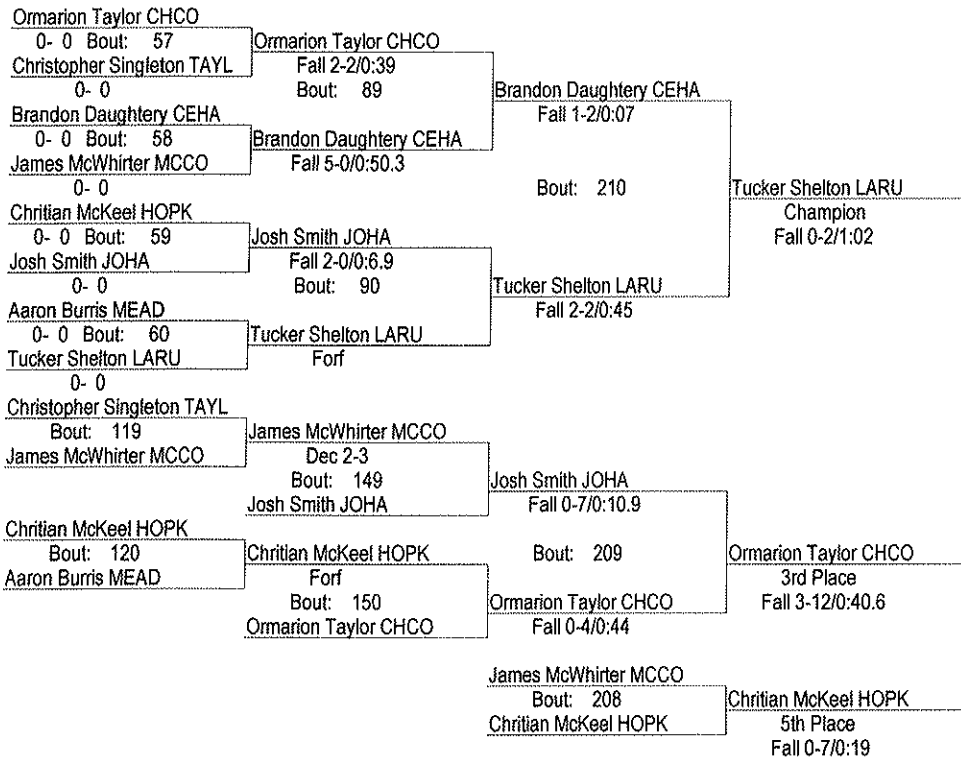 Ormarion Taylor CHCO
0- 0 Bout: 57
Christopher Singleton TAYL
0- 0
Brandon Daughtery CEHA
0- 0 Bout: 58
James McWhirter MCCO
0- 0
Chritian McKeel HOPK
0- 0 Bout: 59
Josh Smith JOHA
0- 0
Aaron Burris MEAD
0- 0 Bout: 60
Tucker Shelton LARU
0- 0
Ormarion Taylor CHCO
Fall 2-2/0:39
Bout: 89
Brandon Daughtery CEHA
Fall 5-0/0:50.3
Josh Smith JOHA
Fall 2-0/0:6.9
Bout: 90
Tucker Shelton LARU
Forf
Brandon Daughtery CEHA
Fall 1-2/0:07
Bout: 210
Tucker Shelton LARU
Fall 2-2/0:45
Tucker Shelton LARU
Champion
Fall 0-2/1:02
Christopher Singleton TAYL
Bout: 119
James McWhirter MCCO
Chritian McKeel HOPK
Bout: 120
Aaron Burris MEAD
James McWhirter MCCO
Dec 2-3
Bout: 149
Josh Smith JOHA
Chritian McKeel HOPK
Forf
Bout: 150
Ormarion Taylor CHCO
Josh Smith JOHA
Fall 0-7/0:10.9
Bout: 209
Ormarion Taylor CHCO
Fall 0-4/0:44
Ormarion Taylor CHCO
3rd Place
Fall 3-12/0:40.6
James McWhirter MCCO
Bout: 208
Chritian McKeel HOPK
Chritian McKeel HOPK
5th Place
Fall 0-7/0:19